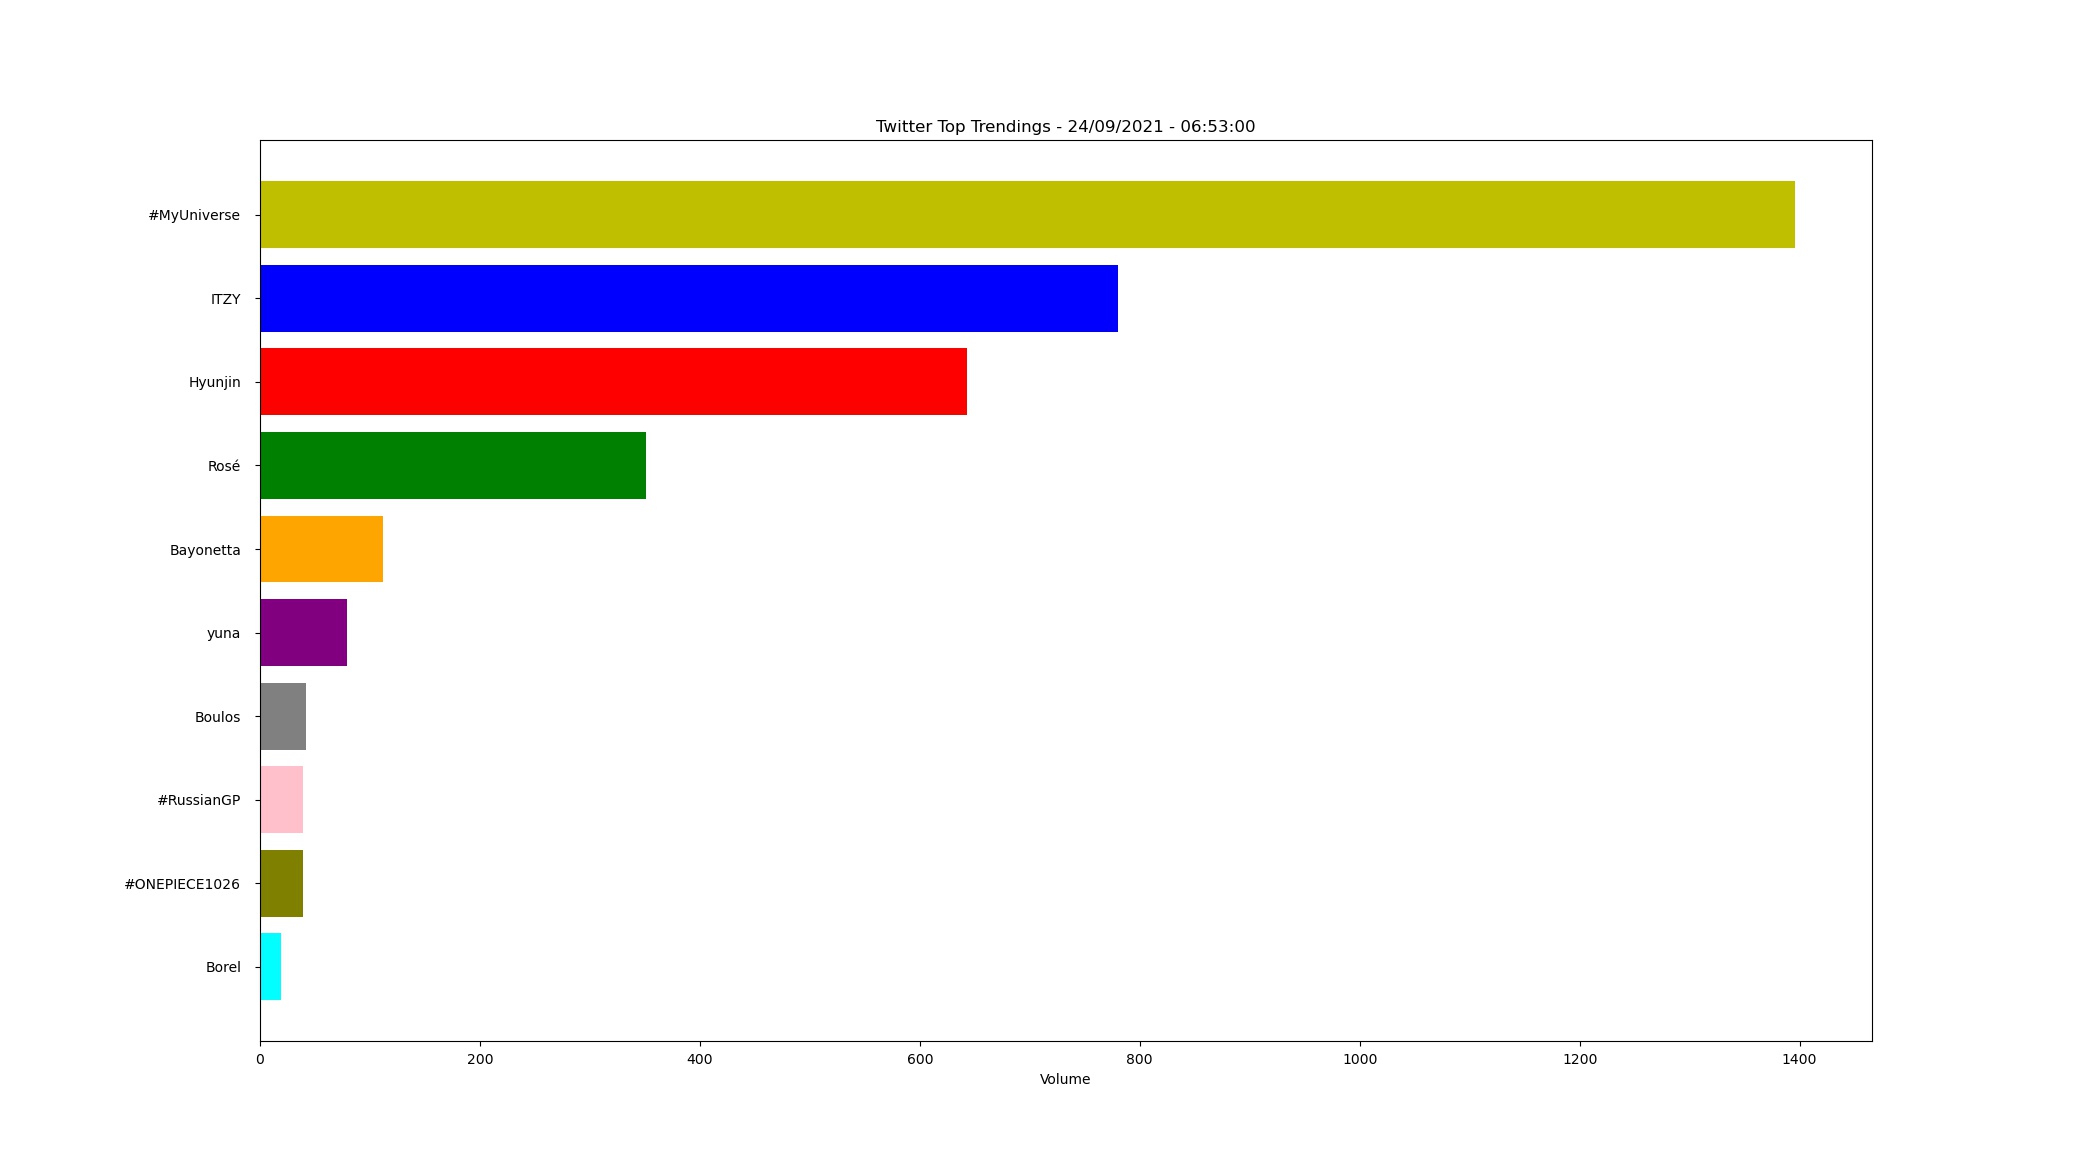 Twitter Top Trendings - 24/09/2021 - 06:53:00
#MyUniverse
ITZY
Hyunjin
Rosé
Bayonetta
yuna
Boulos
#RussianGP
#ONEPIECE1026
Borel
0 200 400 600 800 1000 1200 1400
Volume